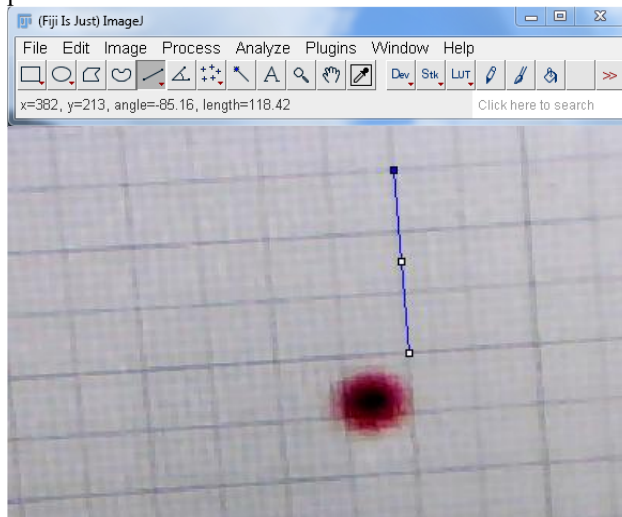 (Fiji Is Just) ImageJ
File Edit Image Process Analyze Plugins Window Help
A Dev Stk LUT >>
x=382, y=213, angle=-85.16, length=118.42 Click here to search